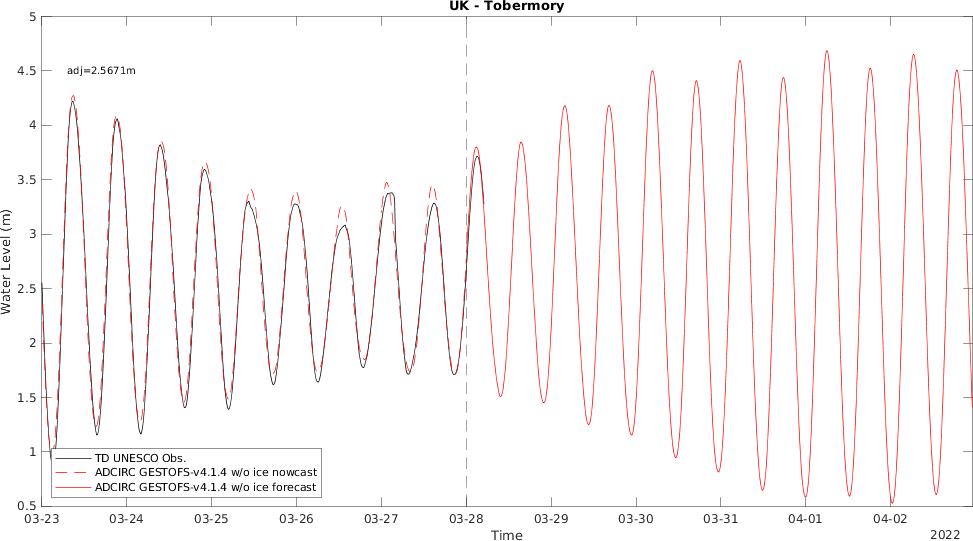 UK - Tobermory
5
4.5
4
3.5
3
2.5
2
1.5
1
0.5
Water Level (m)
adj=2.5671m
TD UNESCO Obs.
ADCIRC GESTOFS-v4.1.4 w/o ice nowcast
ADCIRC GESTOFS-v4.1.4 w/o ice forecast
03-23 03-24 03-25 03-26 03-27 03-28 03-29 03-30 03-31 04-01 04-02
Time
2022